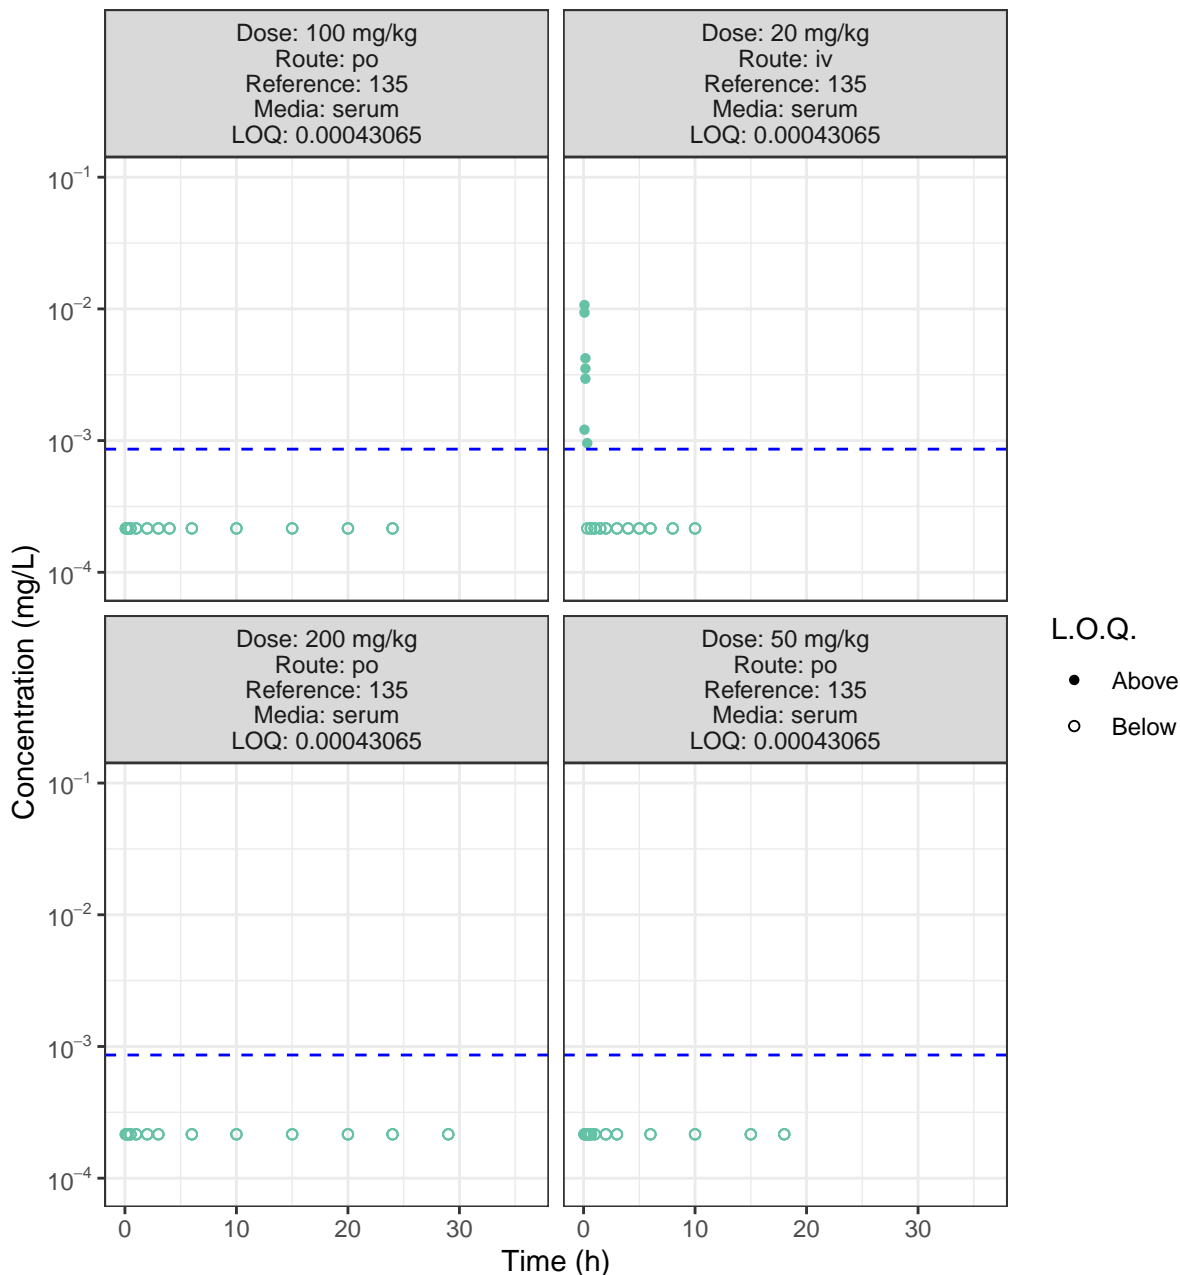 Dose: 100 mg/kg
Route: po
Reference: 135
Media: serum
LOQ: 0.00043065
Dose: 20 mg/kg
Route: iv
Reference: 135
Media: serum
LOQ: 0.00043065
10⁻¹
10⁻²
10⁻³
10⁻⁴
Dose: 200 mg/kg
Route: po
Reference: 135
Media: serum
LOQ: 0.00043065
Dose: 50 mg/kg
Route: po
Reference: 135
Media: serum
LOQ: 0.00043065
10⁻¹
10⁻²
10⁻³
10⁻⁴
0 10 20 30
0 10 20 30
Time (h)
Concentration (mg/L)
L.O.Q.
Above
Below